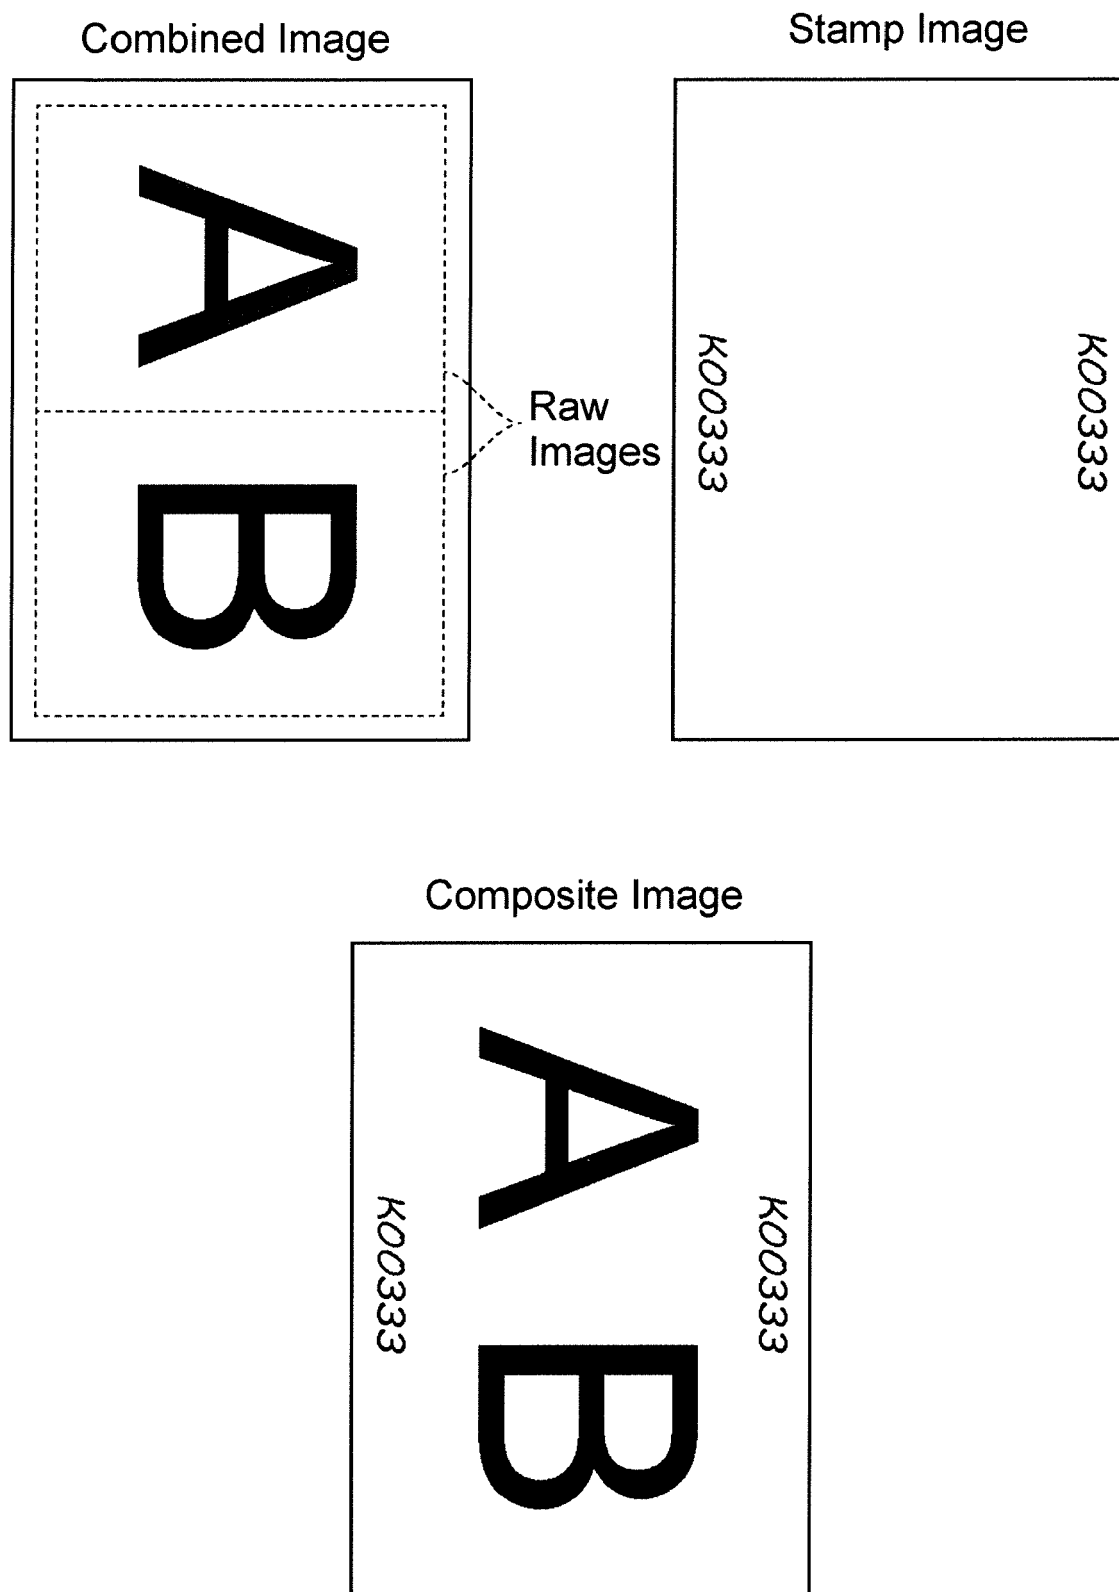 Combined Image
Stamp Image
A
B
Raw
Images
K00333
K00333
Composite Image
A
B
K00333
K00333